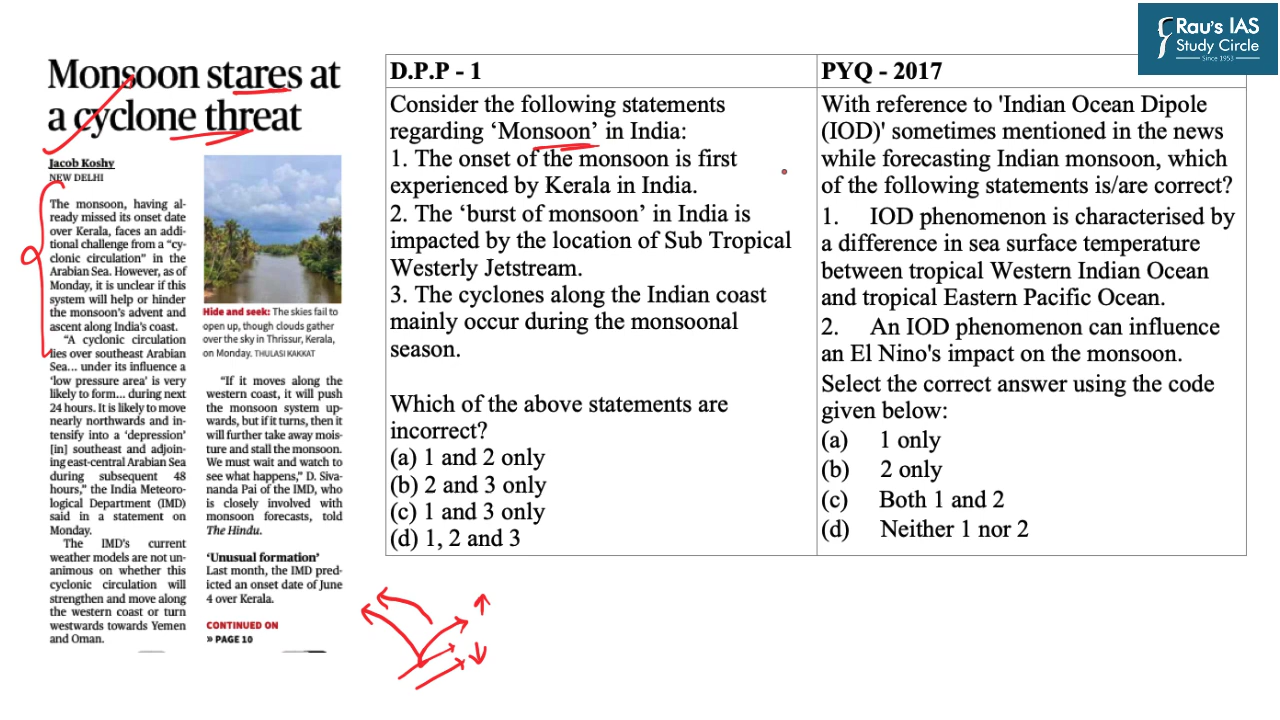 Rau's IAS
Study Circle
Since 1953
Monsoon stares at
a cyclone threat
Jacob Koshy
NEW DELHI
The monsoon, having al-
ready missed its onset date
over Kerala, faces an addi-
tional challenge from a "cy-
clonic circulation" in the
Arabian Sea. However, as of
Monday, it is unclear if this
system will help or hinder
the monsoon's advent and
ascent along India's coast.
"A cyclonic circulation
lies over southeast Arabian
Sea... under its influence a
'low pressure area' is very
likely to form... during next
24 hours. It is likely to move
nearly northwards and in-
tensify into a 'depression'
[in] southeast and adjoin-
ing east-central Arabian Sea
during subsequent 48
hours," the India Meteoro-
logical Department (IMD)
said in a statement on
Monday.
The IMD's current
weather models are not un-
animous on whether this
cyclonic circulation will
strengthen and move along
the western coast or turn
westwards towards Yemen
and Oman.
Hide and seek: The skies fail to
open up, though clouds gather
over the sky in Thrissur, Kerala,
on Monday. THULASI KAKKAT
"If it moves along the
western coast, it will push
the monsoon system up-
wards, but if it turns, then it
will further take away mois-
ture and stall the monsoon.
We must wait and watch to
see what happens," D. Siva-
nanda Pai of the IMD, who
is closely involved with
monsoon forecasts, told
The Hindu.
'Unusual formation'
Last month, the IMD pred-
icted an onset date of June
4 over Kerala.
CONTINUED ON
» PAGE 10
D.P.P - 1
Consider the following statements
regarding 'Monsoon' in India:
1. The onset of the monsoon is first
experienced by Kerala in India.
2. The 'burst of monsoon' in India is
impacted by the location of Sub Tropical
Westerly Jetstream.
3. The cyclones along the Indian coast
mainly occur during the monsoonal
season.
Which of the above statements are
incorrect?
(a) 1 and 2 only
(b) 2 and 3 only
(c) 1 and 3 only
(d) 1, 2 and 3
PYQ - 2017
With reference to 'Indian Ocean Dipole
(IOD)' sometimes mentioned in the news
while forecasting Indian monsoon, which
of the following statements is/are correct?
1. IOD phenomenon is characterised by
a difference in sea surface temperature
between tropical Western Indian Ocean
and tropical Eastern Pacific Ocean.
2. An IOD phenomenon can influence
an El Nino's impact on the monsoon.
Select the correct answer using the code
given below:
(a) 1 only
(b) 2 only
(c) Both 1 and 2
(d) Neither 1 nor 2